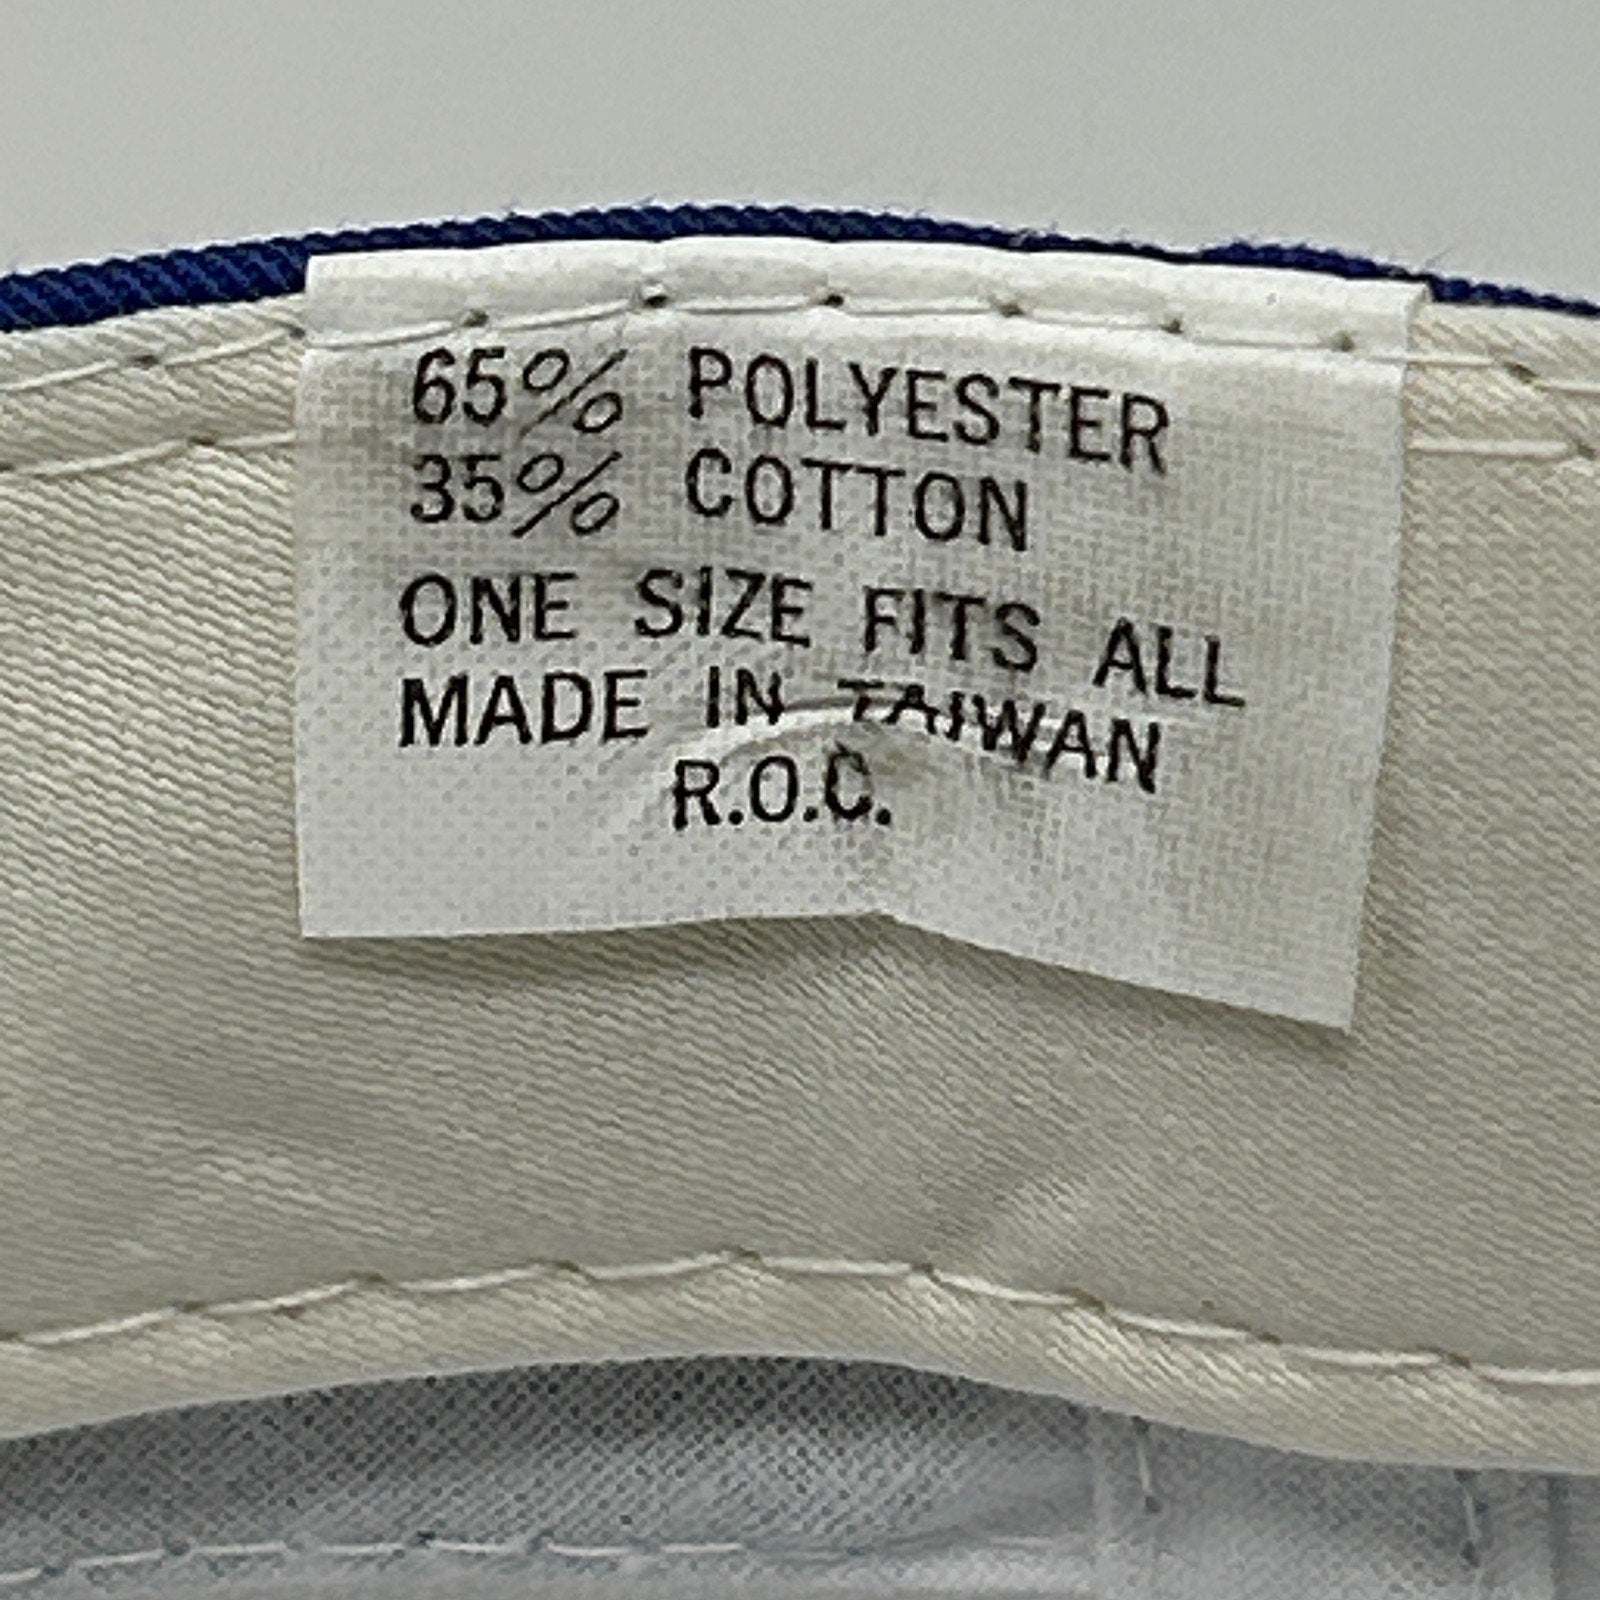 65% POLYESTER
35% COTTON
ONE SIZE FITS ALL
MADE IN TAIWAN
R.O.C.